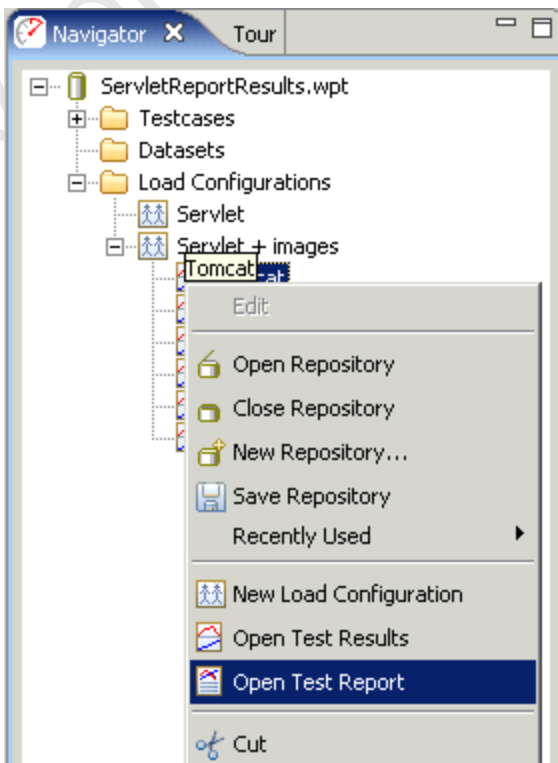 Navigator Tour
ServletReportResults.wpt
Testcases
Datasets
Load Configurations
Servlet
Servlet + images
Tomcat
Edit
Open Repository
Close Repository
New Repository...
Save Repository
Recently Used
New Load Configuration
Open Test Results
Open Test Report
Cut